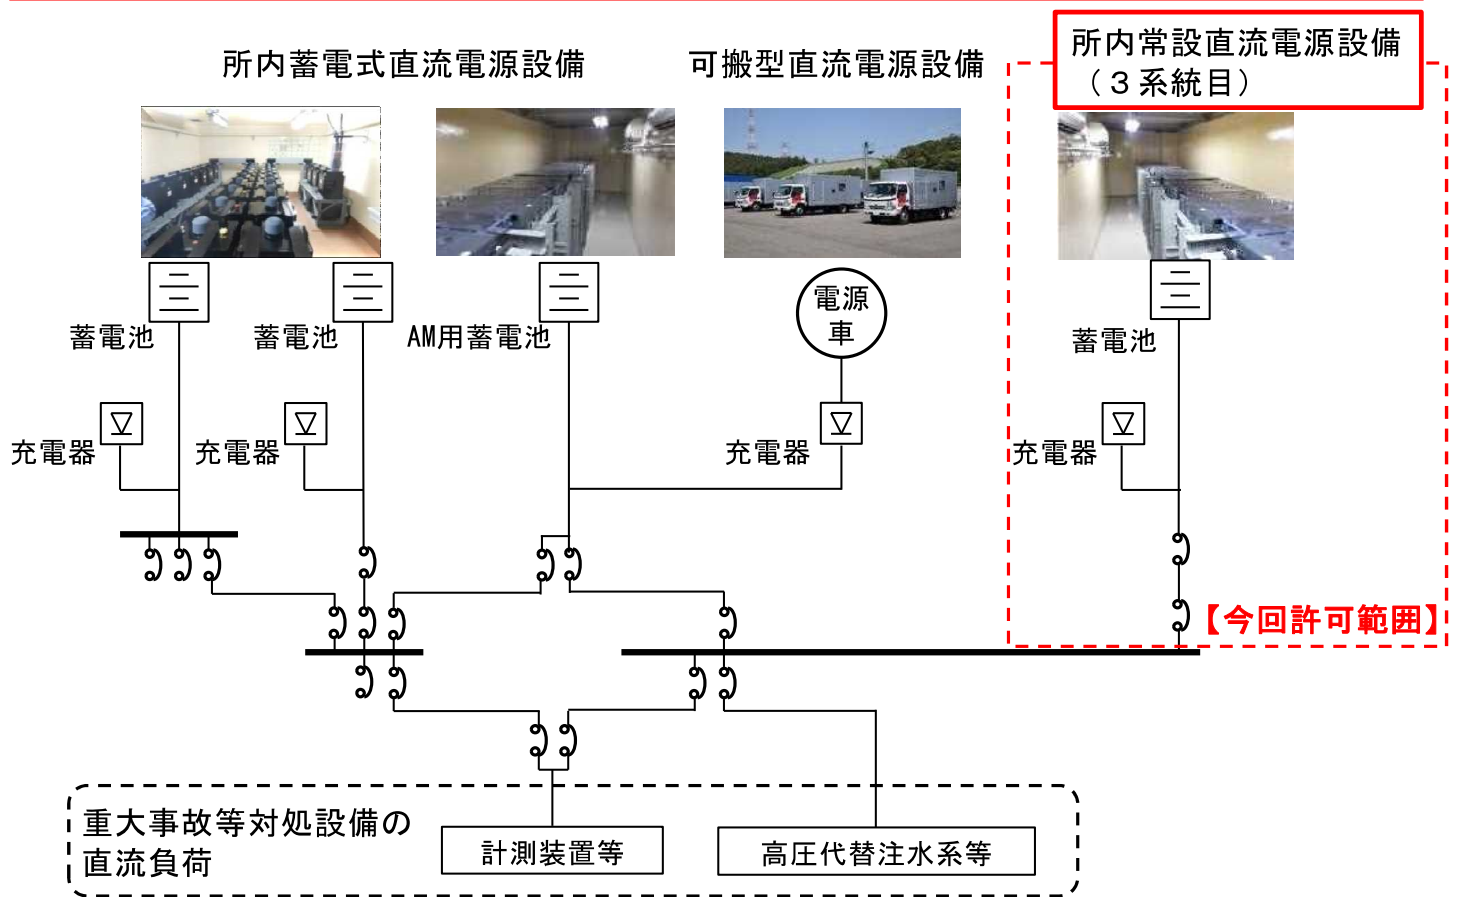 所内蓄電式直流電源設備
可搬型直流電源設備
所内常設直流電源設備
（３系統目）
蓄電池
蓄電池
AM用蓄電池
電源
車
蓄電池
充電器
充電器
充電器
充電器
【今回許可範囲】
重大事故等対処設備の
直流負荷
計測装置等
高圧代替注水系等